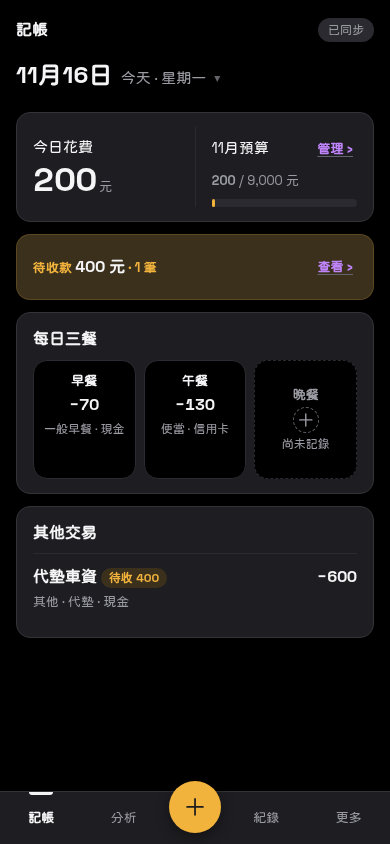 記帳 已同步
11月16日 今天 · 星期一 ▾
今日花費
200 元
11月預算 管理 >
200 / 9,000 元
待收款 400 元 · 1 筆 查看 >
每日三餐
早餐
-70
一般早餐 · 現金
午餐
-130
便當 · 信用卡
晚餐
+
尚未記錄
其他交易
代墊車資 待收 400 -600
其他 · 代墊 · 現金
+
記帳 分析 紀錄 更多